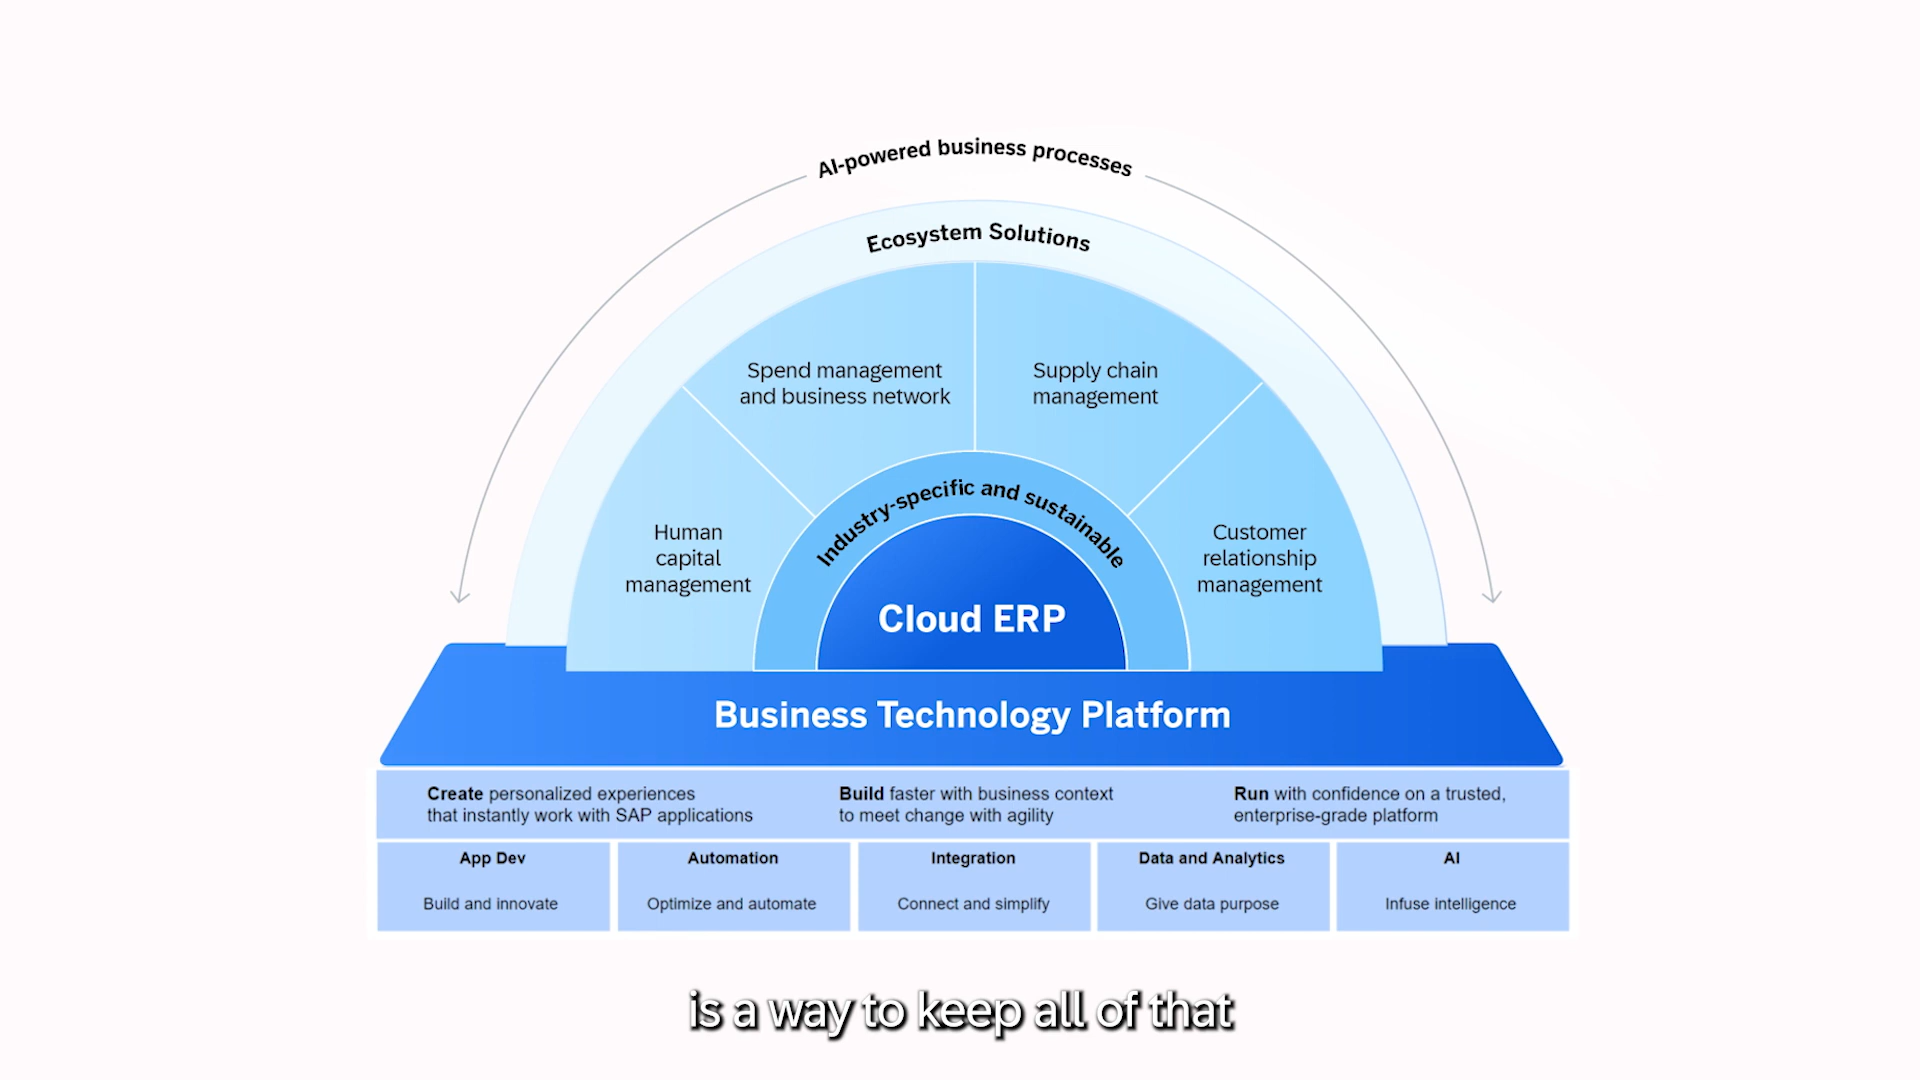 AI-powered business processes
Ecosystem Solutions
Spend management
and business network
Supply chain
management
Human
capital
management
Industry-specific and sustainable
Customer
relationship
management
Cloud ERP
Business Technology Platform
Create personalized experiences
that instantly work with SAP applications
Build faster with business context
to meet change with agility
Run with confidence on a trusted,
enterprise-grade platform
App Dev
Build and innovate
Automation
Optimize and automate
Integration
Connect and simplify
Data and Analytics
Give data purpose
AI
Infuse intelligence
is a way to keep all of that